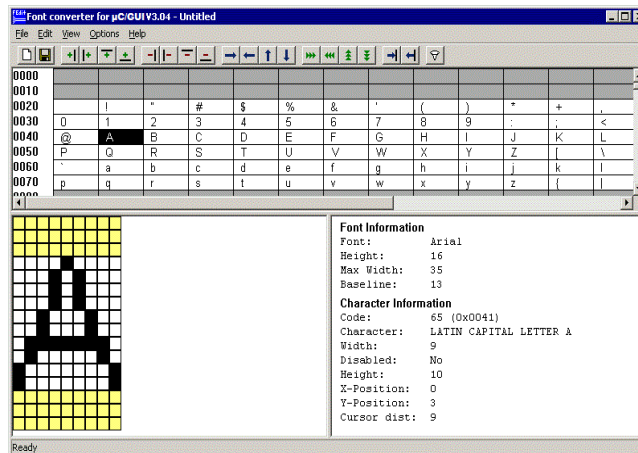 Font converter for µC/GUI V3.04 - Untitled
File Edit View Options Help
0000
0010
0020 ! " # $ % & ' ( ) * + ,
0030 0 1 2 3 4 5 6 7 8 9 : ; <
0040 @ A B C D E F G H I J K L
0050 P Q R S T U V W X Y Z [ \
0060 ` a b c d e f g h i j k l
0070 p q r s t u v w x y z { |
Font Information
Font: Arial
Height: 16
Max Width: 35
Baseline: 13
Character Information
Code: 65 (0x0041)
Character: LATIN CAPITAL LETTER A
Width: 9
Disabled: No
Height: 10
X-Position: 0
Y-Position: 3
Cursor dist: 9
Ready